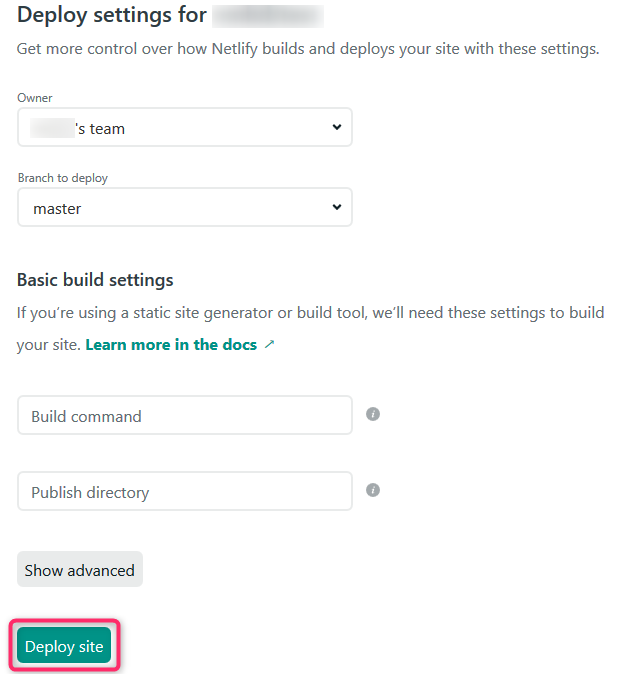 Deploy settings for
Get more control over how Netlify builds and deploys your site with these settings.
Owner
's team
Branch to deploy
master
Basic build settings
If you’re using a static site generator or build tool, we’ll need these settings to build
your site. Learn more in the docs ↗
Build command
Publish directory
Show advanced
Deploy site